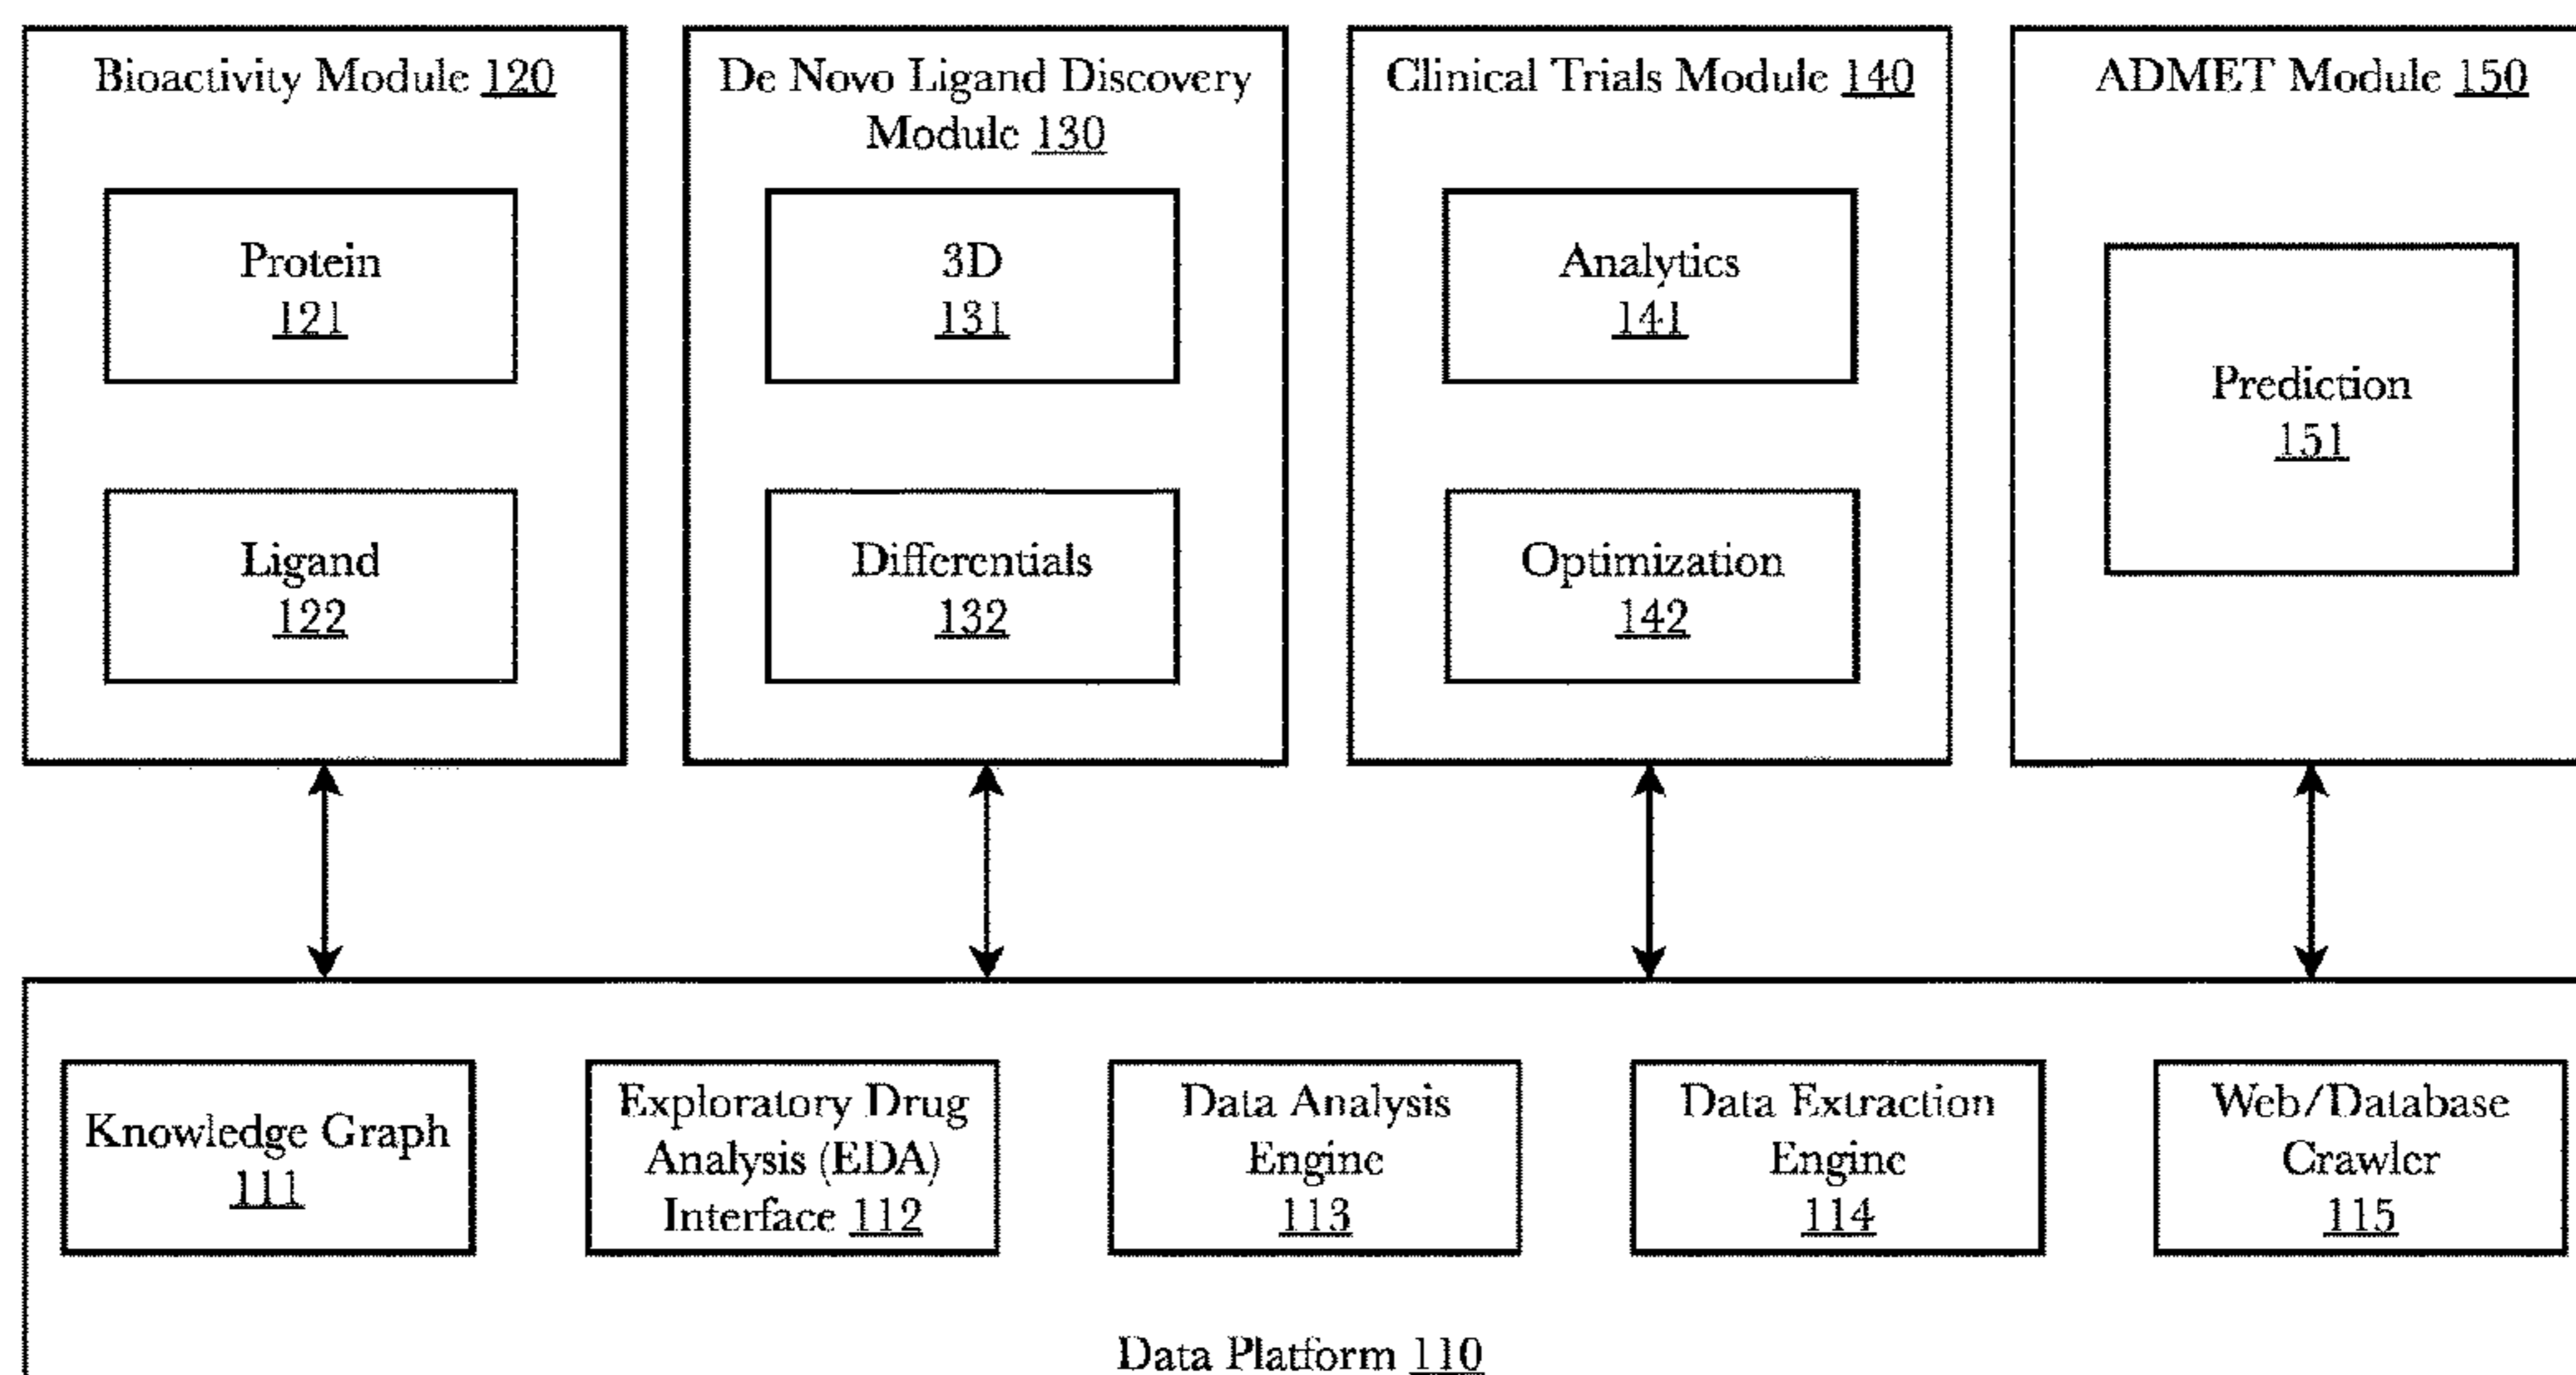 Bioactivity Module 120
Protein
121
Ligand
122
De Novo Ligand Discovery
Module 130
3D
131
Differentials
132
Clinical Trials Module 140
Analytics
141
Optimization
142
ADMET Module 150
Prediction
151
Knowledge Graph
111
Exploratory Drug
Analysis (EDA)
Interface 112
Data Analysis
Engine
113
Data Extraction
Engine
114
Web/Database
Crawler
115
Data Platform 110